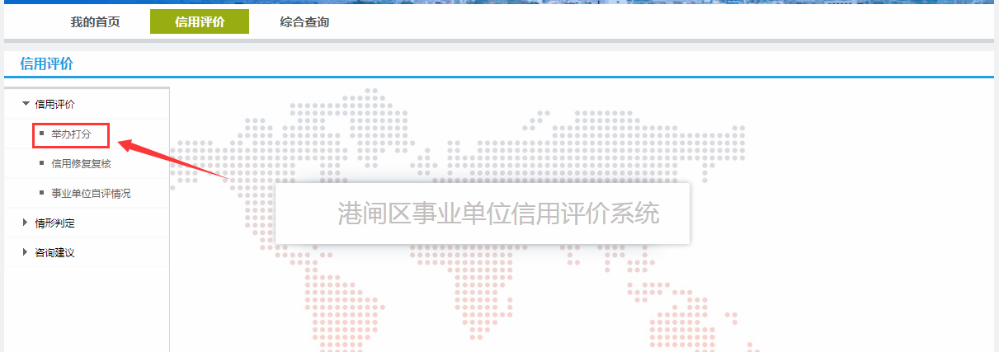 我的首页 信用评价 综合查询
信用评价
信用评价
举办打分
信用修复复核
事业单位自评情况
情形判定
咨询建议
港闸区事业单位信用评价系统